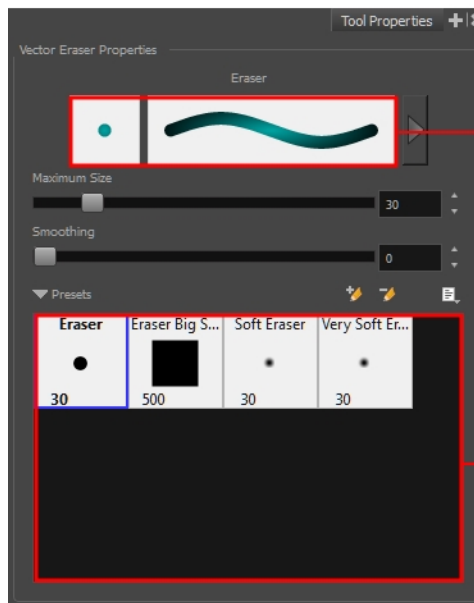 Tool Properties
Vector Eraser Properties
Eraser
Maximum Size
30
Smoothing
0
Presets
Eraser
Eraser Big S...
Soft Eraser
Very Soft Er...
30
500
30
30